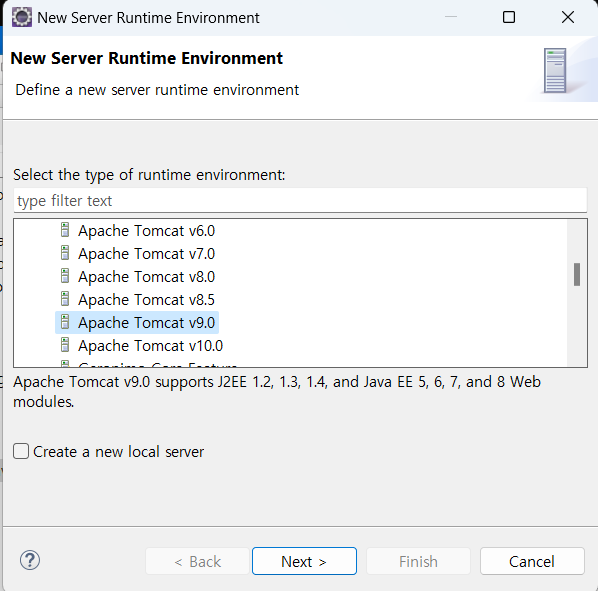 New Server Runtime Environment
New Server Runtime Environment
Define a new server runtime environment
Select the type of runtime environment:
type filter text
Apache Tomcat v6.0
Apache Tomcat v7.0
Apache Tomcat v8.0
Apache Tomcat v8.5
Apache Tomcat v9.0
Apache Tomcat v10.0
Geronimo Core Feature
Apache Tomcat v9.0 supports J2EE 1.2, 1.3, 1.4, and Java EE 5, 6, 7, and 8 Web
modules.
Create a new local server
?
< Back
Next >
Finish
Cancel